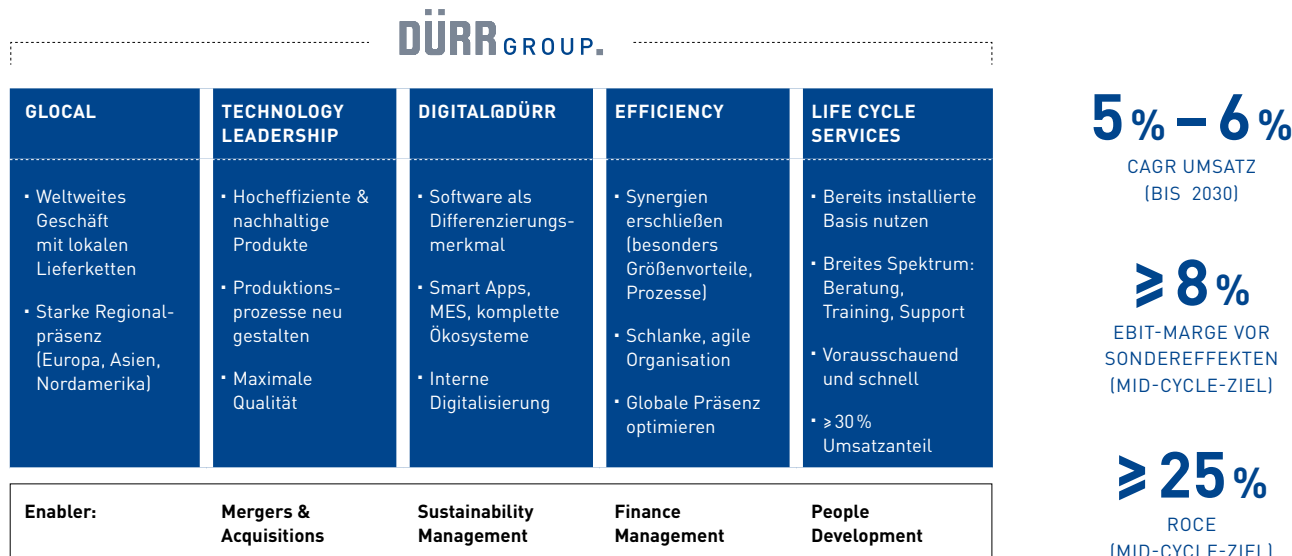 DÜRR GROUP.
GLOCAL
▪ Weltweites
Geschäft
mit lokalen
Lieferketten
▪ Starke Regional-
präsenz
(Europa, Asien,
Nordamerika)
TECHNOLOGY
LEADERSHIP
▪ Hocheffiziente &
nachhaltige
Produkte
▪ Produktions-
prozesse neu
gestalten
▪ Maximale
Qualität
DIGITAL@DÜRR
▪ Software als
Differenzierungs-
merkmal
▪ Smart Apps,
MES, komplette
Ökosysteme
▪ Interne
Digitalisierung
EFFICIENCY
▪ Synergien
erschließen
(besonders
Größenvorteile,
Prozesse)
▪ Schlanke, agile
Organisation
▪ Globale Präsenz
optimieren
LIFE CYCLE
SERVICES
▪ Bereits installierte
Basis nutzen
▪ Breites Spektrum:
Beratung,
Training, Support
▪ Vorausschauend
und schnell
▪ ≥ 30 %
Umsatzanteil
Enabler:
Mergers &
Acquisitions
Sustainability
Management
Finance
Management
People
Development
5 % – 6 %
CAGR UMSATZ
(BIS 2030)
≥ 8 %
EBIT-MARGE VOR
SONDEREFFEKTEN
(MID-CYCLE-ZIEL)
≥ 25 %
ROCE
(MID-CYCLE-ZIEL)